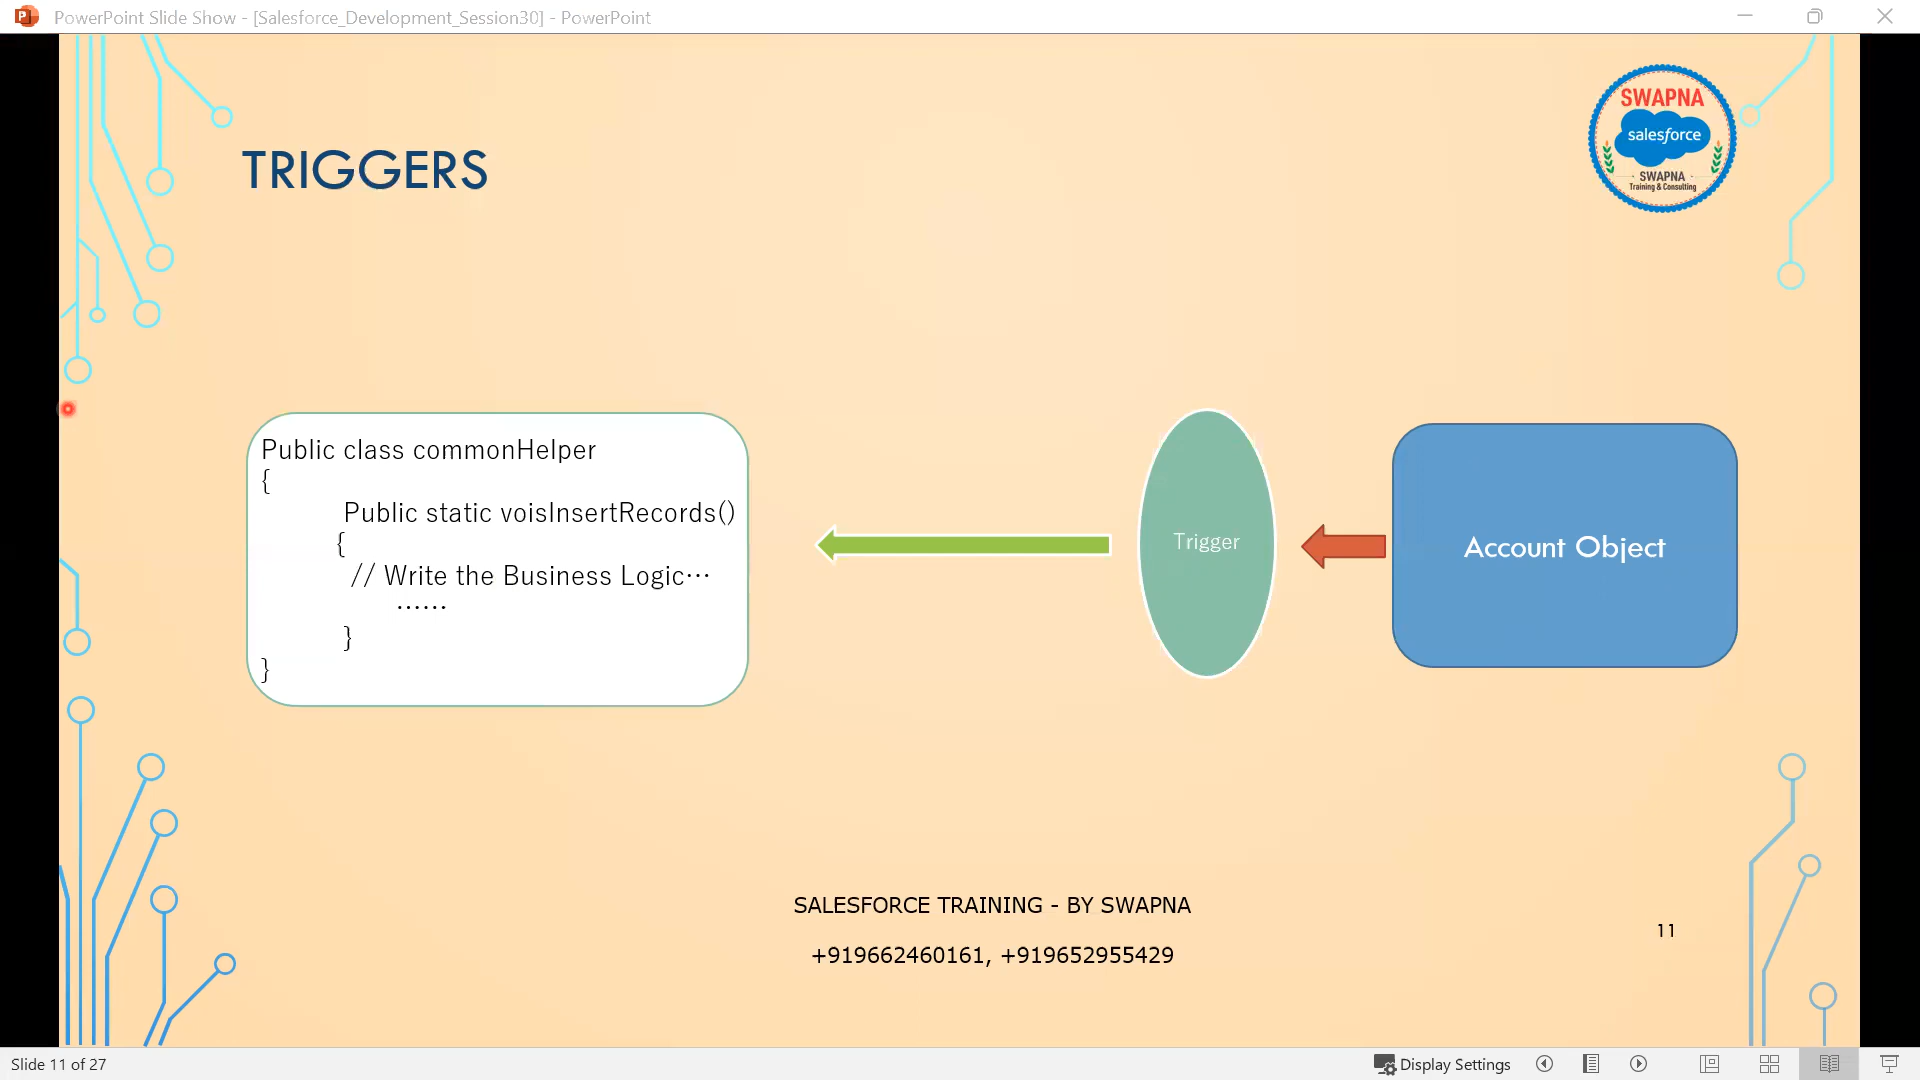 PowerPoint Slide Show - [Salesforce_Development_Session30] - PowerPoint
SWAPNA
salesforce
SWAPNA
Training & Consulting
TRIGGERS
Public class commonHelper
{
Public static voisInsertRecords()
{
// Write the Business Logic…
……
}
}
Trigger
Account Object
SALESFORCE TRAINING - BY SWAPNA
+919662460161, +919652955429
11
Slide 11 of 27
Display Settings